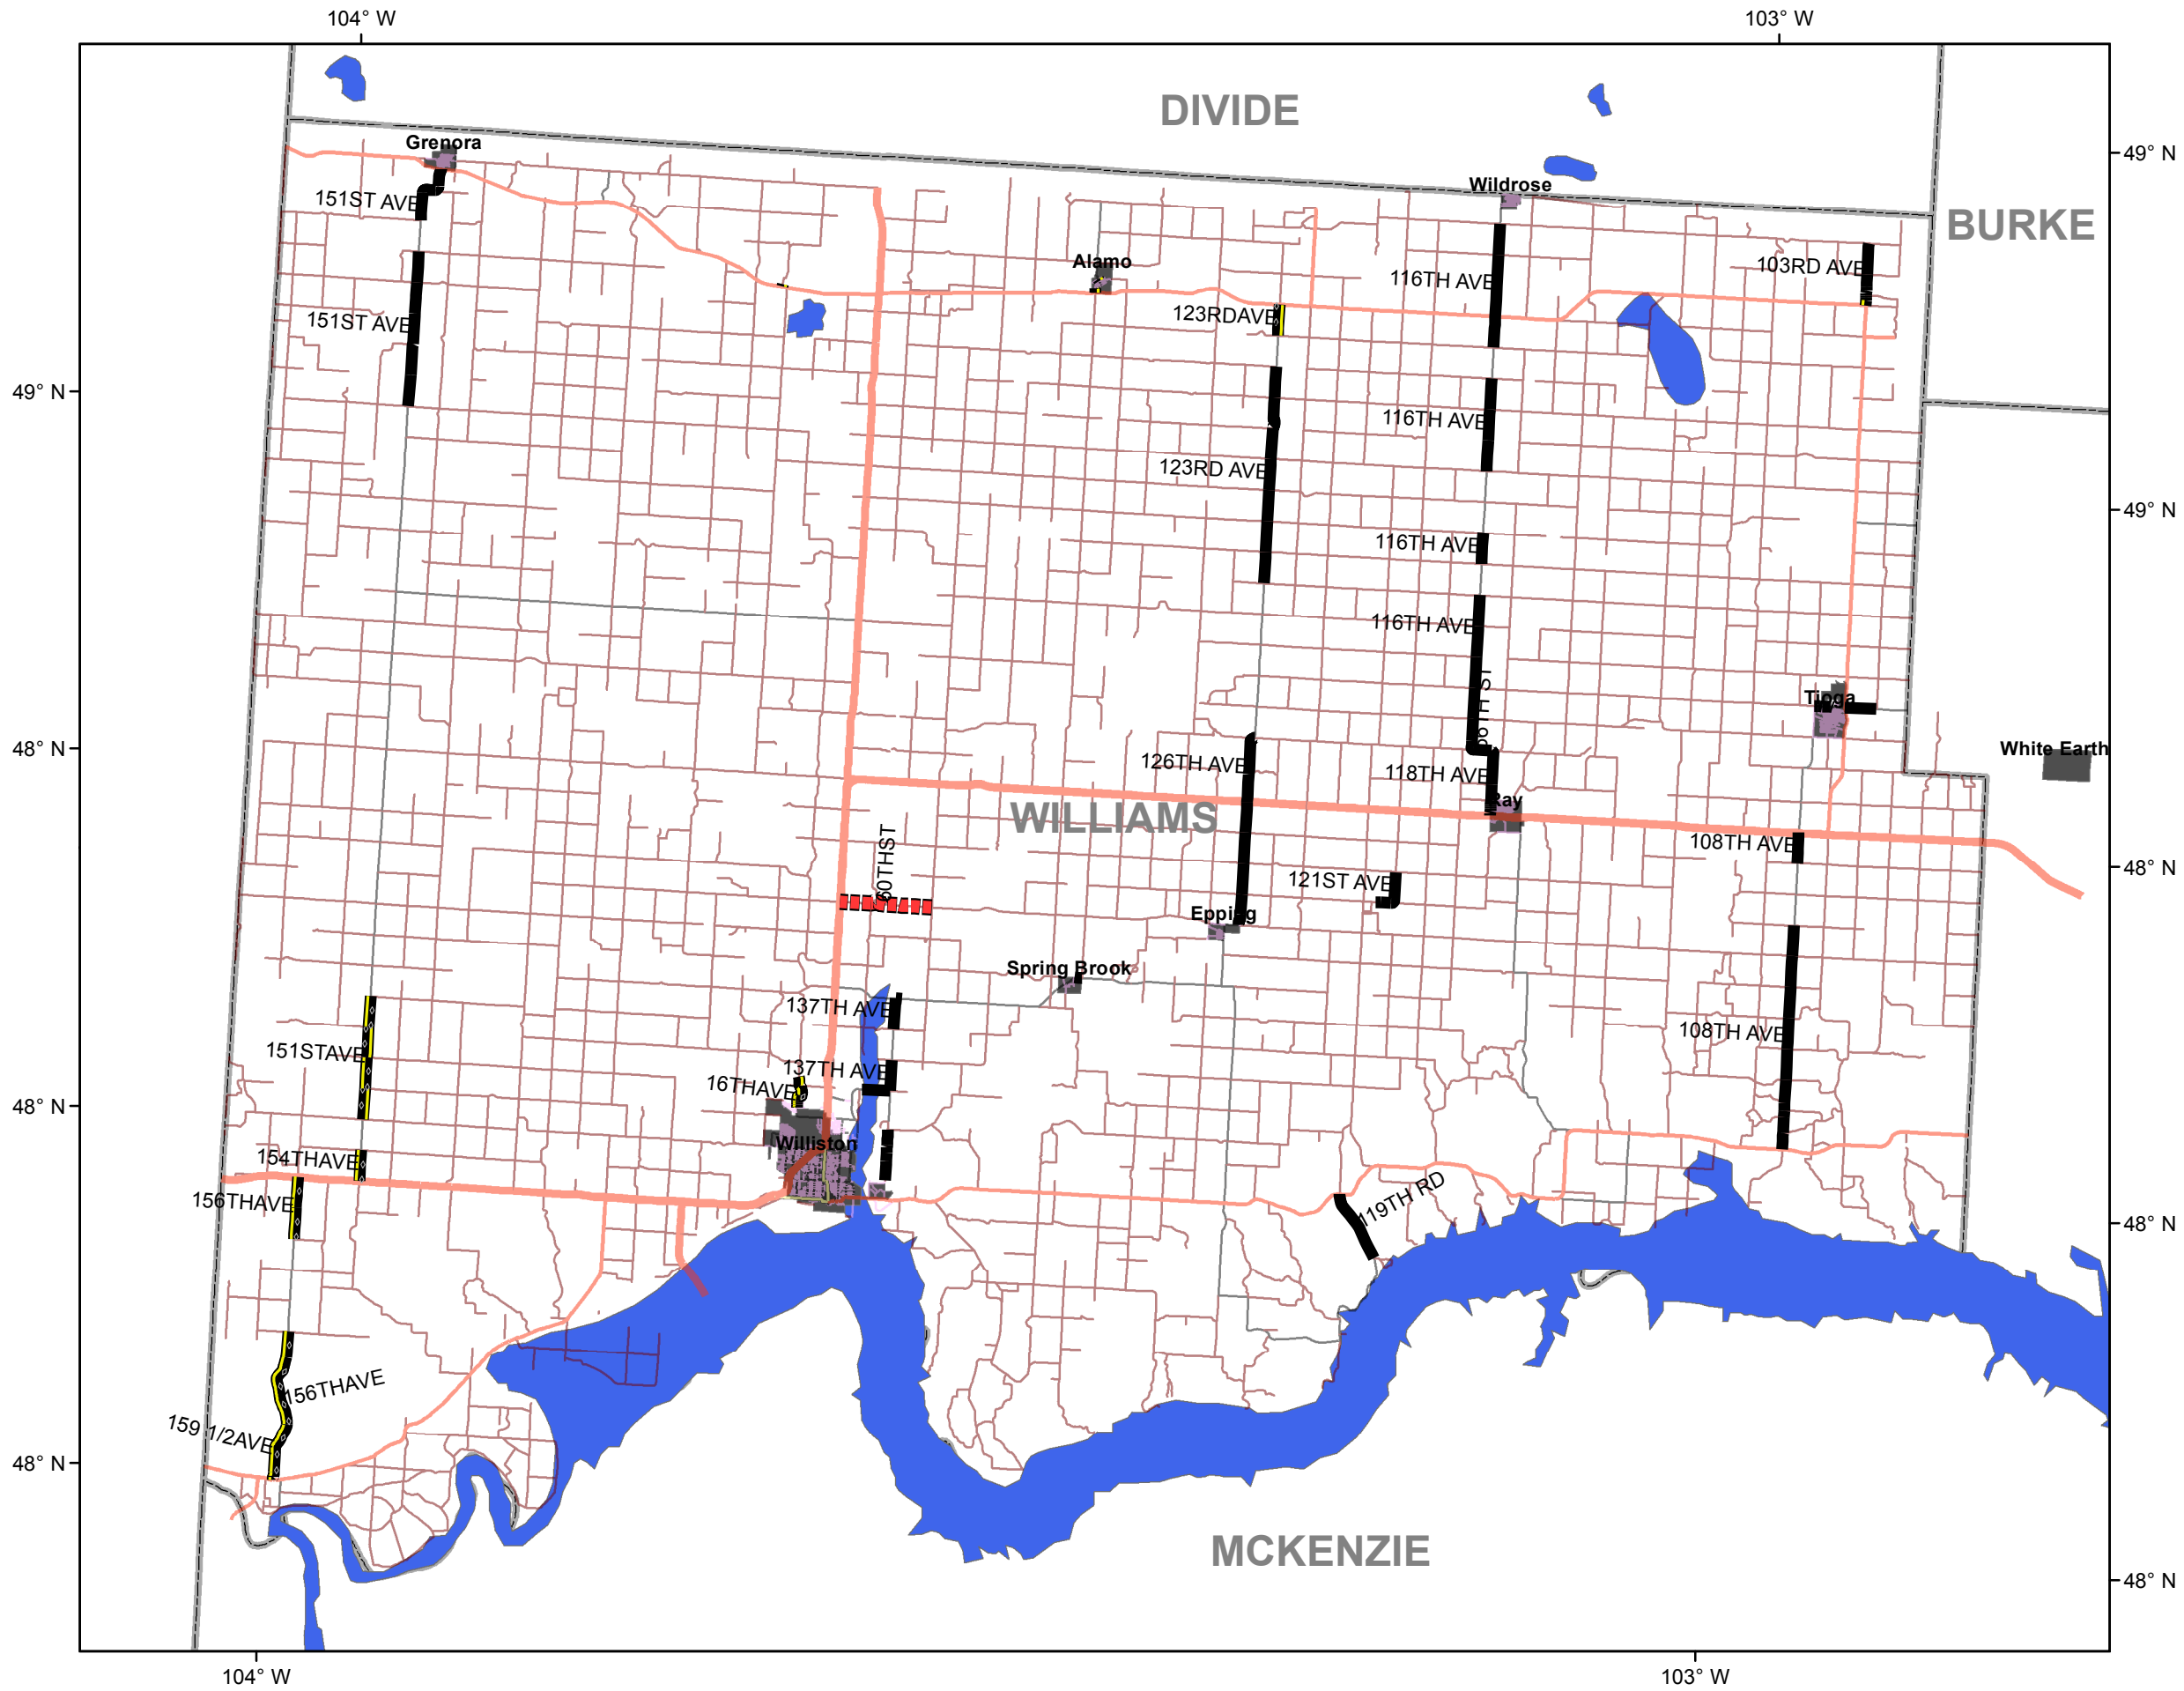 104° W
103° W
DIVIDE
Grenora
49° N
Wildrose
151ST AVE
BURKE
Alamo
103RD AVE
116TH AVE
123RDAVE
151ST AVE
49° N
116TH AVE
123RD AVE
49° N
116TH AVE
116TH AVE
Tioga
48° N
White Earth
126TH AVE
118TH AVE
Ray
WILLIAMS
108TH AVE
60THST
48° N
121ST AVE
Epping
Spring Brook
137TH AVE
108TH AVE
151STAVE
137TH AVE
16THAVE
48° N
Williston
154THAVE
156THAVE
119TH RD
48° N
156THAVE
159 1/2AVE
48° N
MCKENZIE
48° N
104° W
103° W